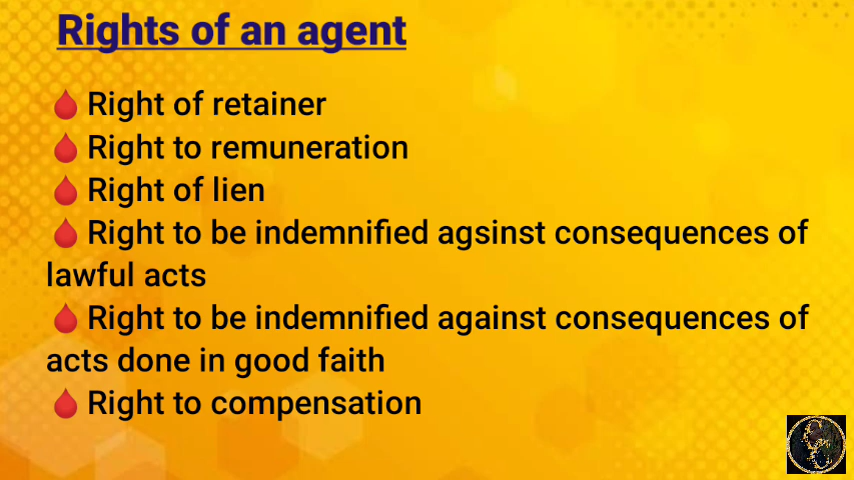 Rights of an agent
🩸Right of retainer
🩸Right to remuneration
🩸Right of lien
🩸Right to be indemnified agsinst consequences of
lawful acts
🩸Right to be indemnified against consequences of
acts done in good faith
🩸Right to compensation